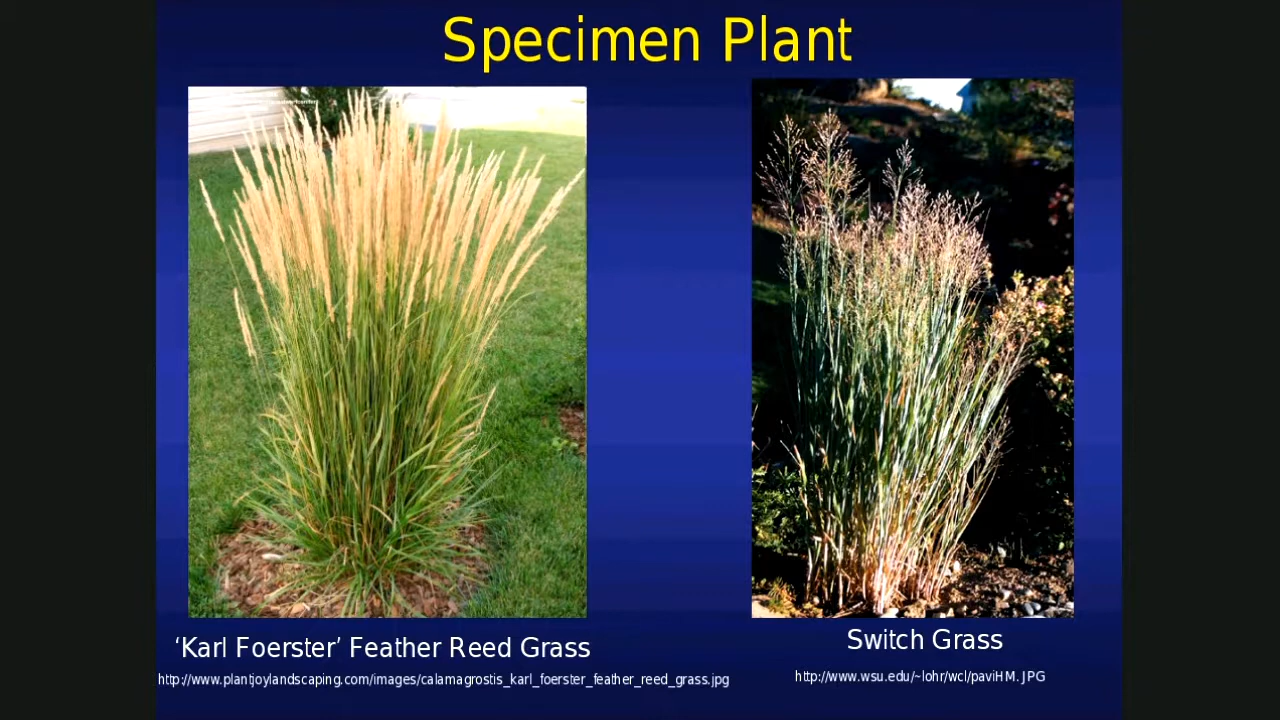 Specimen Plant
‘Karl Foerster’ Feather Reed Grass
http://www.plantjoylandscaping.com/images/calamagrostis_karl_foerster_feather_reed_grass.jpg
Switch Grass
http://www.wsu.edu/~lohr/wcl/paviHM.JPG